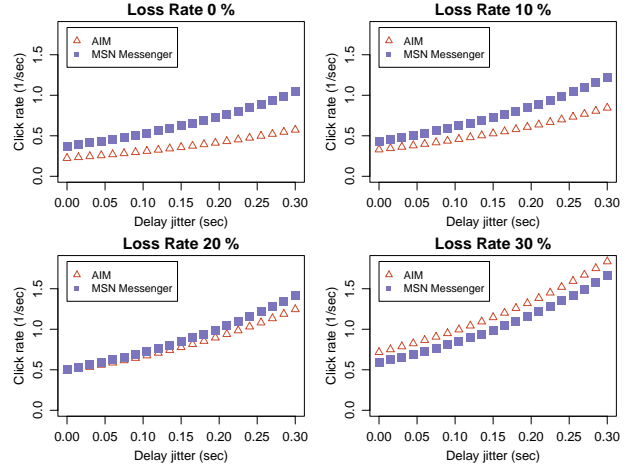 Loss Rate 0 %
AIM
MSN Messenger
Click rate (1/sec)
0.0 0.5 1.0 1.5
0.00 0.05 0.10 0.15 0.20 0.25 0.30
Delay jitter (sec)
Loss Rate 10 %
AIM
MSN Messenger
Click rate (1/sec)
0.0 0.5 1.0 1.5
0.00 0.05 0.10 0.15 0.20 0.25 0.30
Delay jitter (sec)
Loss Rate 20 %
AIM
MSN Messenger
Click rate (1/sec)
0.0 0.5 1.0 1.5
0.00 0.05 0.10 0.15 0.20 0.25 0.30
Delay jitter (sec)
Loss Rate 30 %
AIM
MSN Messenger
Click rate (1/sec)
0.0 0.5 1.0 1.5
0.00 0.05 0.10 0.15 0.20 0.25 0.30
Delay jitter (sec)